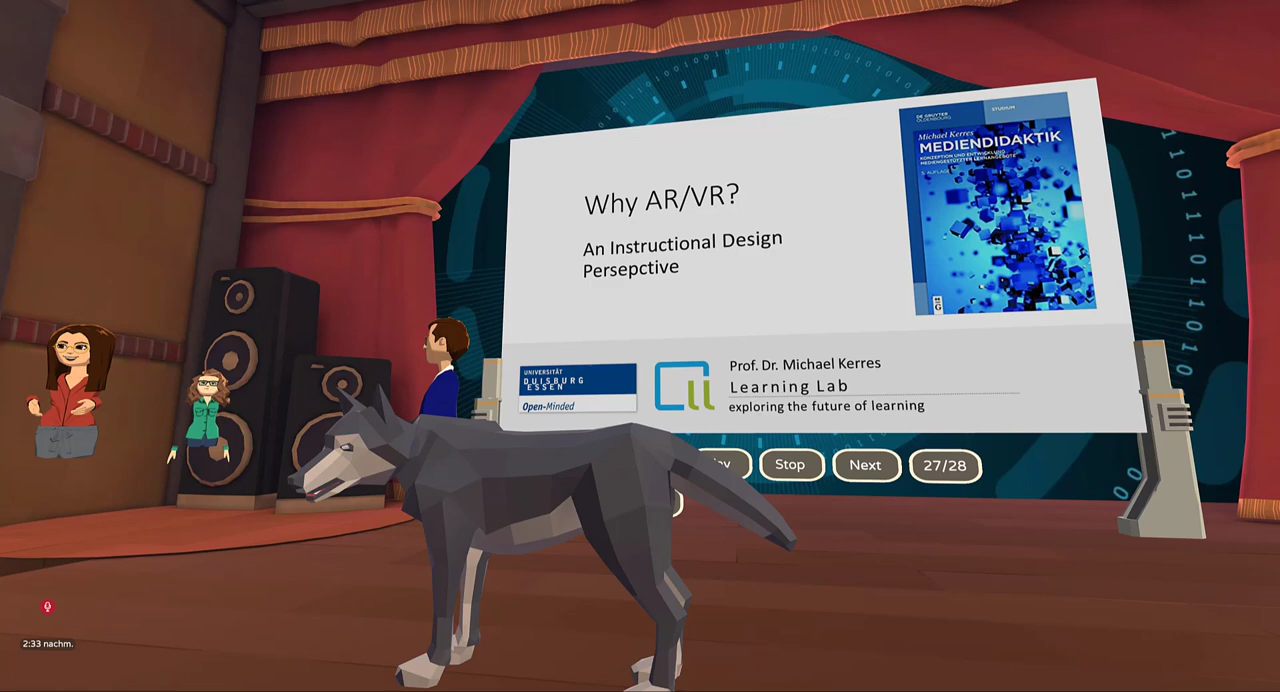 Why AR/VR?
An Instructional Design
Persepctive
DE GRUYTER
OLDENBOURG
STUDIUM
Michael Kerres
MEDIENDIDAKTIK
KONZEPTION UND ENTWICKLUNG
MEDIENGESTÜTZTER LERNANGEBOTE
5. AUFLAGE
UNIVERSITÄT
DUISBURG
ESSEN
Open-Minded
Prof. Dr. Michael Kerres
Learning Lab
exploring the future of learning
Stop
Next
27/28
2:33 nachm.